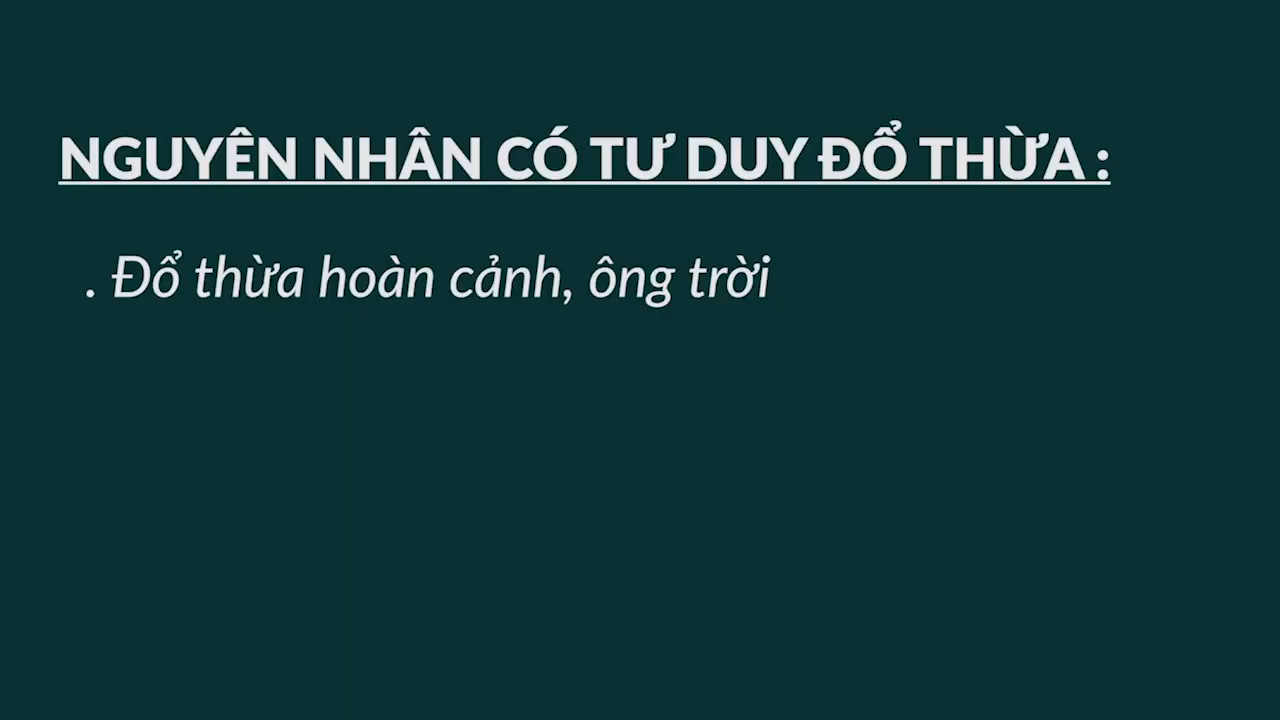 NGUYÊN NHÂN CÓ TƯ DUY ĐỔ THỪA :
. Đổ thừa hoàn cảnh, ông trời